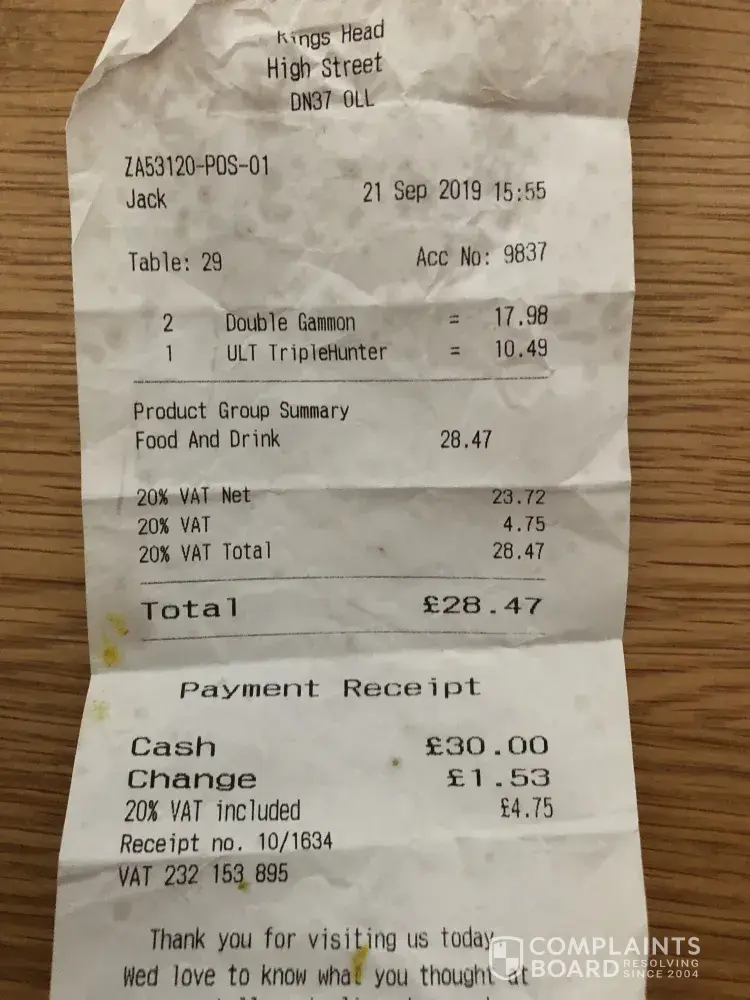 Kings Head
High Street
DN37 0LL
ZA53120-POS-01
Jack 21 Sep 2019 15:55
Table: 29 Acc No: 9837
2 Double Gammon = 17.98
1 ULT TripleHunter = 10.49
Product Group Summary
Food And Drink 28.47
20% VAT Net 23.72
20% VAT 4.75
20% VAT Total 28.47
Total £28.47
Payment Receipt
Cash £30.00
Change £1.53
20% VAT included £4.75
Receipt no. 10/1634
VAT 232 153 895
Thank you for visiting us today
Wed love to know what you thought at
COMPLAINTS
BOARD RESOLVING SINCE 2004